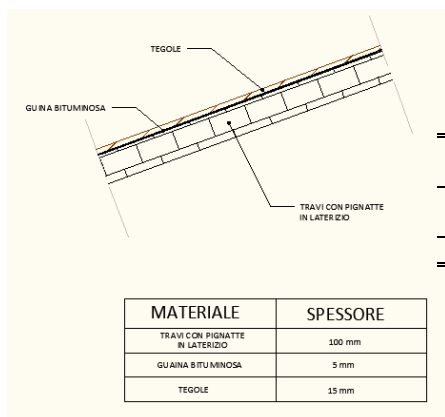 TEGOLE
GUINA BITUMINOSA
TRAVI CON PIGNATTE
IN LATERIZIO
MATERIALE SPESSORE
TRAVI CON PIGNATTE
IN LATERIZIO 100 mm
GUAINA BITUMINOSA 5 mm
TEGOLE 15 mm